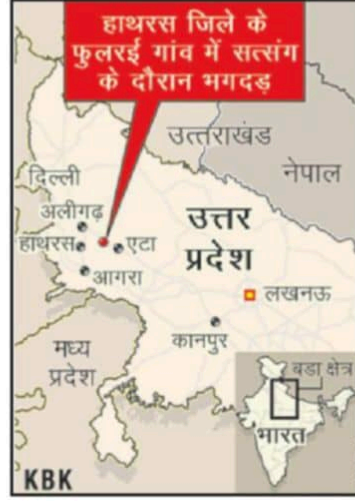 हाथरस जिले के
फुलरई गांव में सत्संग
के दौरान भगदड़
उत्तराखंड
नेपाल
दिल्ली
अलीगढ़
हाथरस
एटा
आगरा
उत्तर
प्रदेश
लखनऊ
कानपुर
मध्य
प्रदेश
बडा क्षेत्र
भारत
KBK